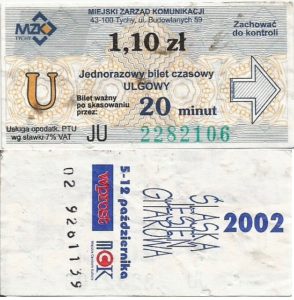 MZK
TYCHY
MIEJSKI ZARZĄD KOMUNIKACJI
43-100 Tychy, ul. Budowlanych 59
1,10 zł
Zachować
do kontroli
U
Jednorazowy bilet czasowy
ULGOWY
Bilet ważny
po skasowaniu
przez:
20 minut
Usługa opodatk. PTU
wg stawki 7% VAT
JU
2282106
5-12 października
wprost
MCK
ŚLĄSKA
JESIEŃ
GITAROWA
2002